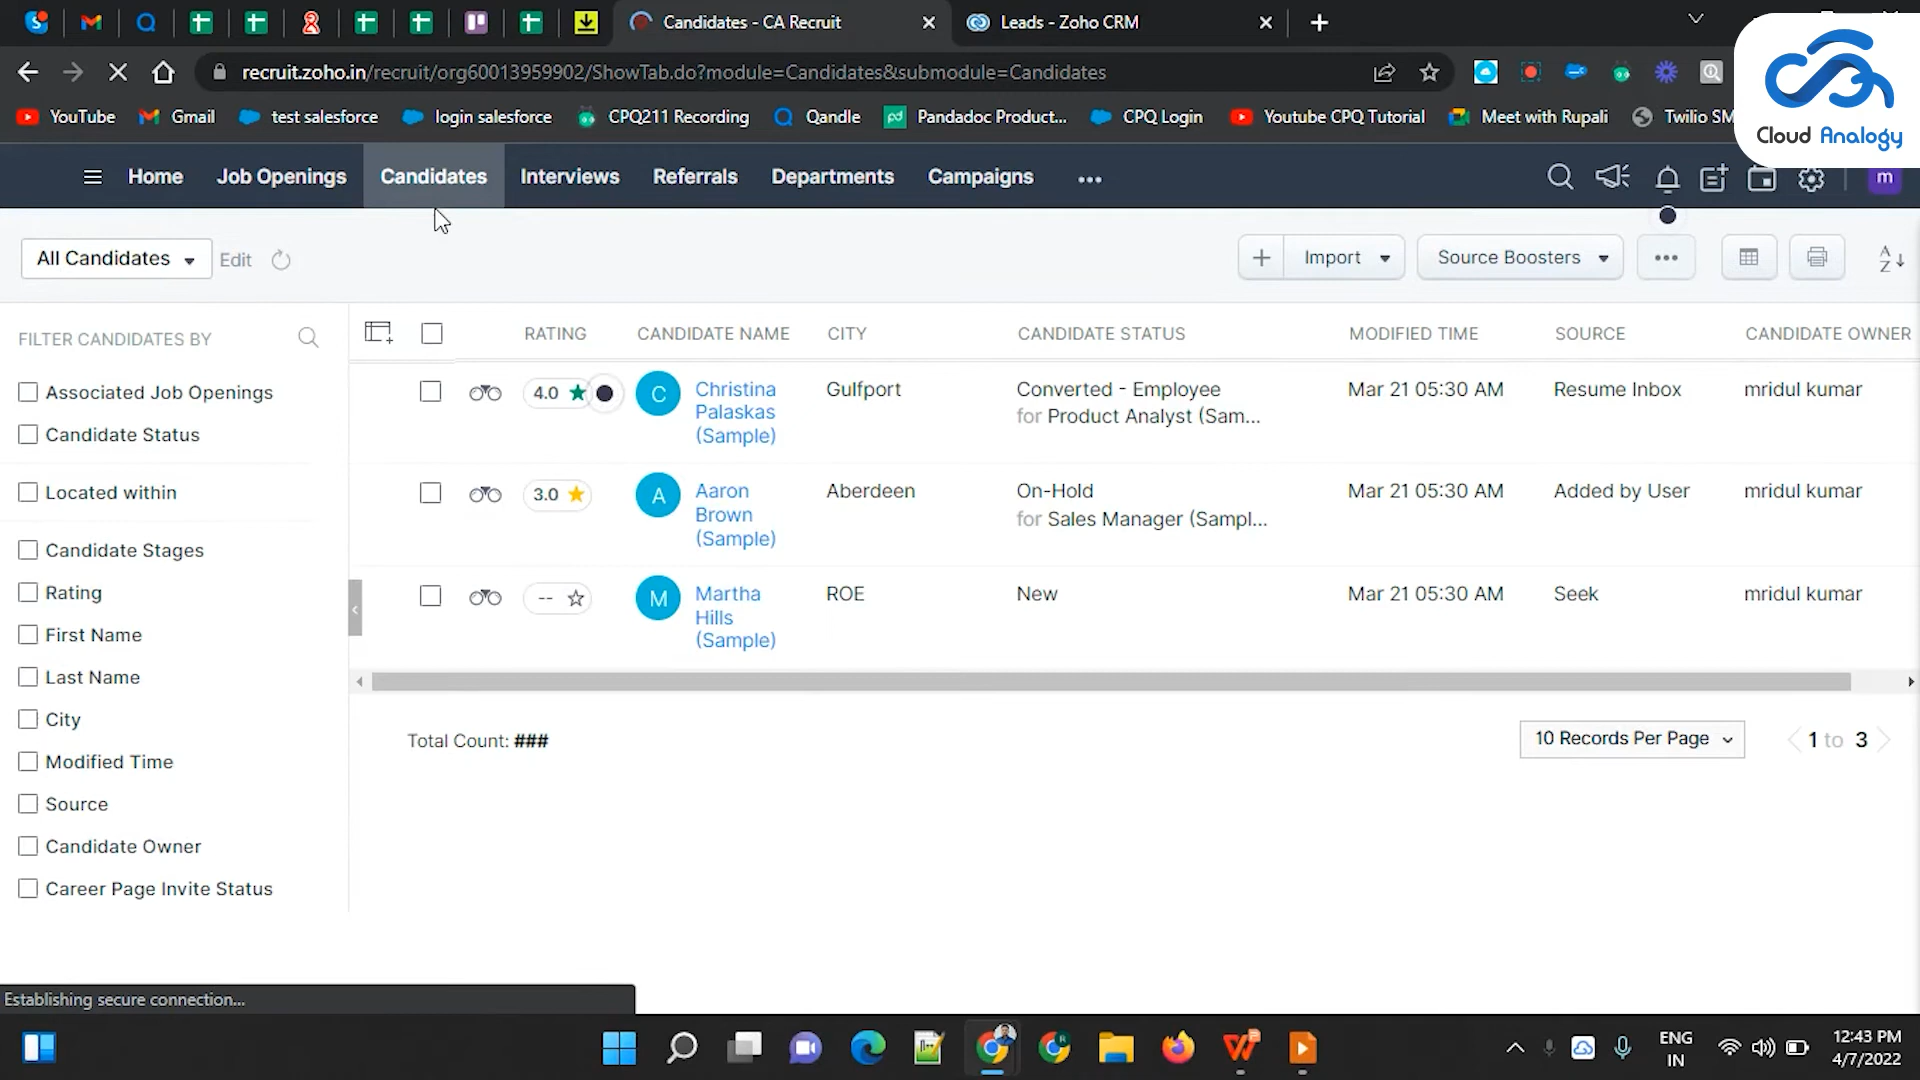 Candidates - CA Recruit
Leads - Zoho CRM
recruit.zoho.in/recruit/org60013959902/ShowTab.do?module=Candidates&submodule=Candidates
YouTube
Gmail
test salesforce
login salesforce
CPQ211 Recording
Qandle
Pandadoc Product...
CPQ Login
Youtube CPQ Tutorial
Meet with Rupali
Twilio SM
Cloud Analogy
Home
Job Openings
Candidates
Interviews
Referrals
Departments
Campaigns
m
All Candidates
Edit
Import
Source Boosters
A
Z
FILTER CANDIDATES BY
Associated Job Openings
Candidate Status
Located within
Candidate Stages
Rating
First Name
Last Name
City
Modified Time
Source
Candidate Owner
Career Page Invite Status
RATING CANDIDATE NAME CITY CANDIDATE STATUS MODIFIED TIME SOURCE CANDIDATE OWNER
4.0 C Christina Gulfport Converted - Employee Mar 21 05:30 AM Resume Inbox mridul kumar
Palaskas for Product Analyst (Sam...
(Sample)
3.0 A Aaron Aberdeen On-Hold Mar 21 05:30 AM Added by User mridul kumar
Brown for Sales Manager (Sampl...
(Sample)
-- M Martha ROE New Mar 21 05:30 AM Seek mridul kumar
Hills
(Sample)
Total Count: ###
10 Records Per Page
1 to 3
Establishing secure connection...
ENG
IN
12:43 PM
4/7/2022